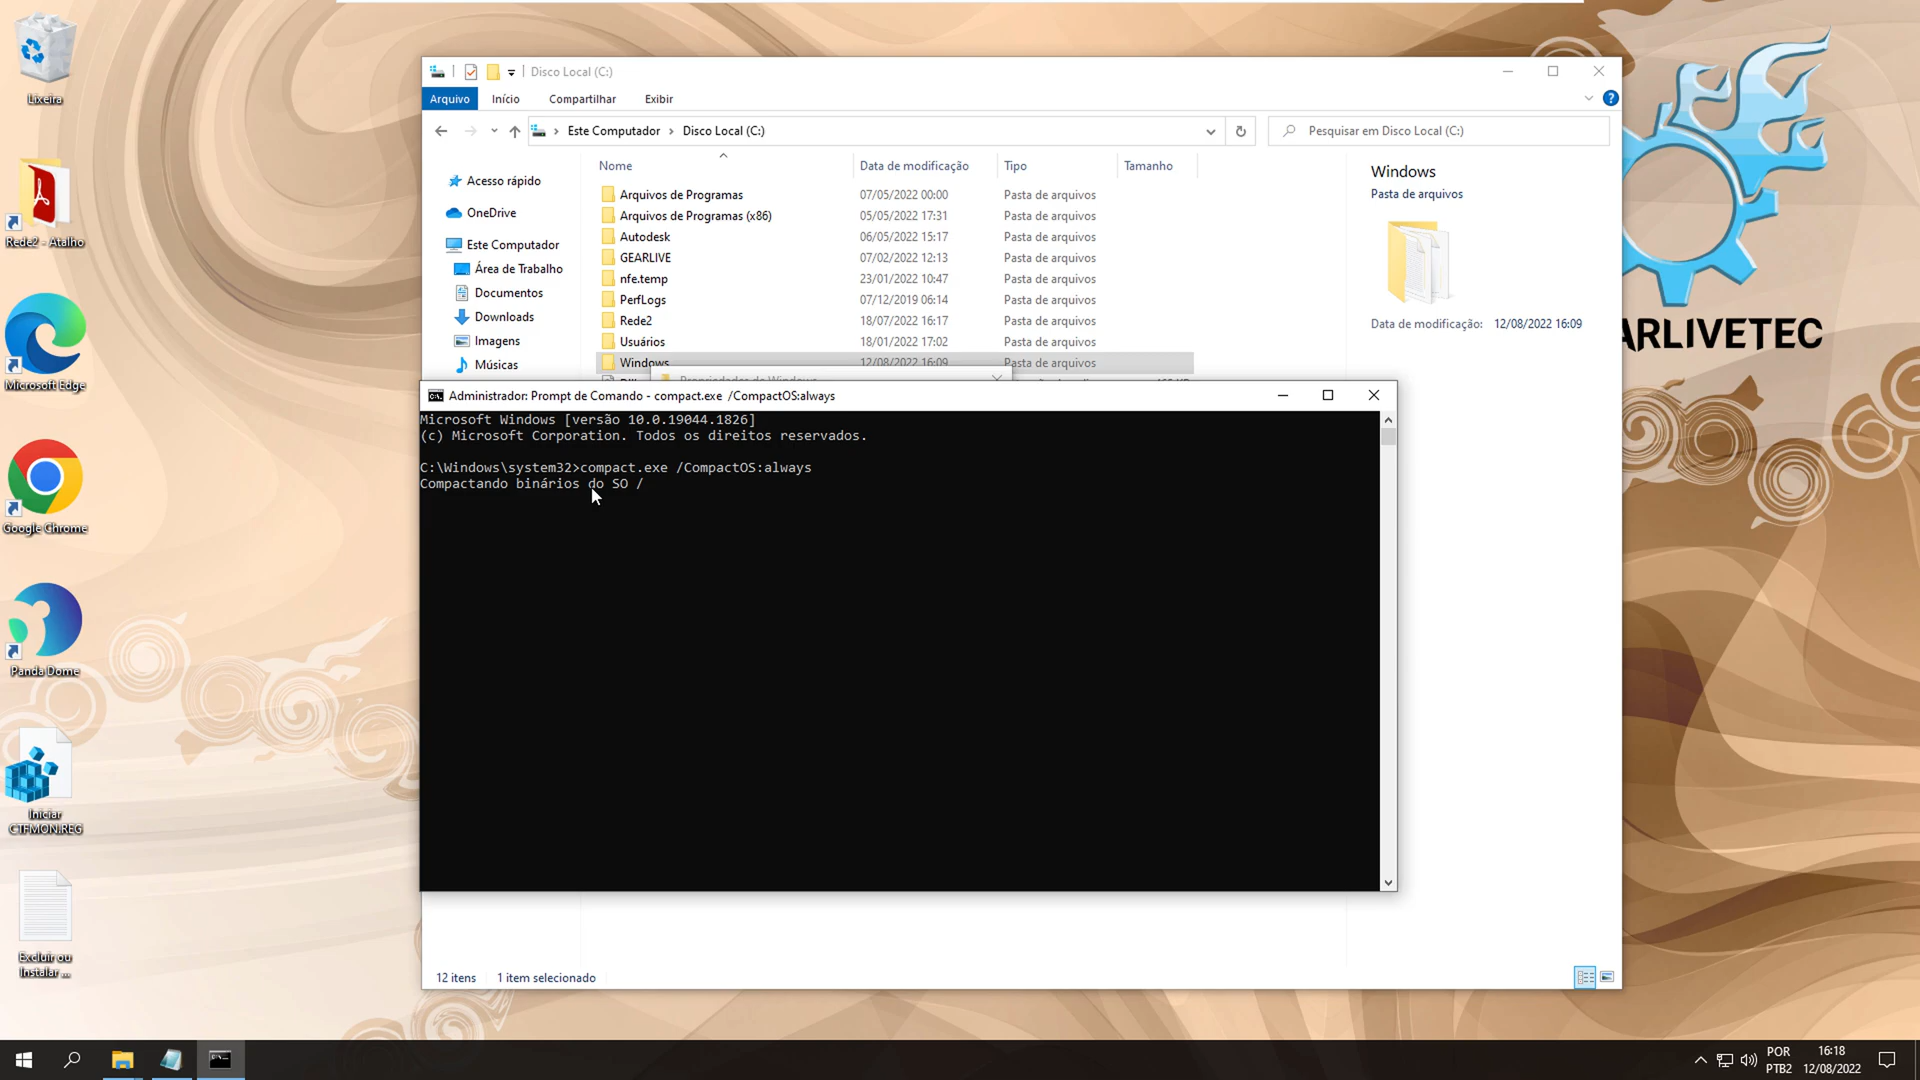 Lixeira
Rede2 - Atalho
Microsoft Edge
Google Chrome
Panda Dome
Iniciar
CTFMON.REG
Excluir ou
Instalar ...
Disco Local (C:)
Arquivo
Início
Compartilhar
Exibir
Este Computador
Disco Local (C:)
Pesquisar em Disco Local (C:)
Acesso rápido
OneDrive
Este Computador
Área de Trabalho
Documentos
Downloads
Imagens
Músicas
Nome Data de modificação Tipo Tamanho
Arquivos de Programas 07/05/2022 00:00 Pasta de arquivos
Arquivos de Programas (x86) 05/05/2022 17:31 Pasta de arquivos
Autodesk 06/05/2022 15:17 Pasta de arquivos
GEARLIVE 07/02/2022 12:13 Pasta de arquivos
nfe.temp 23/01/2022 10:47 Pasta de arquivos
PerfLogs 07/12/2019 06:14 Pasta de arquivos
Rede2 18/07/2022 16:17 Pasta de arquivos
Usuários 18/01/2022 17:02 Pasta de arquivos
Windows 12/08/2022 16:09 Pasta de arquivos
Windows
Pasta de arquivos
Data de modificação: 12/08/2022 16:09
ARLIVETEC
Administrador: Prompt de Comando - compact.exe /CompactOS:always
Microsoft Windows [versão 10.0.19044.1826]
(c) Microsoft Corporation. Todos os direitos reservados.
C:\Windows\system32>compact.exe /CompactOS:always
Compactando binários do SO /
12 itens
1 item selecionado
POR
PTB2
16:18
12/08/2022